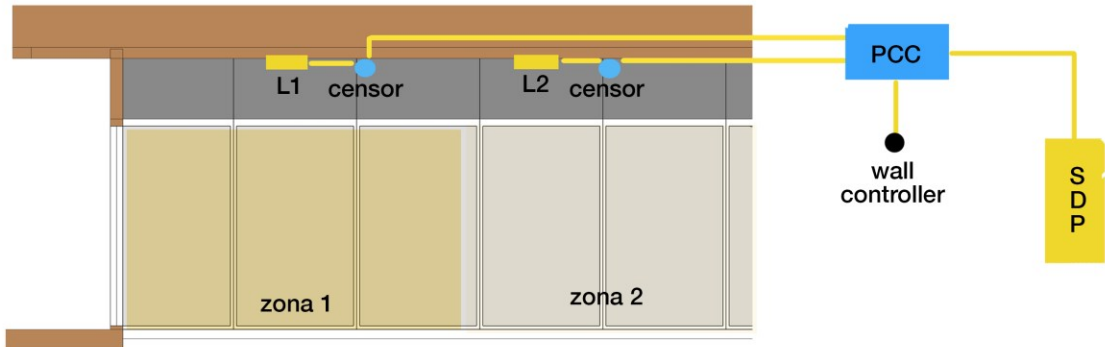 L1
censor
L2
censor
PCC
wall
controller
S
D
P
zona 1
zona 2